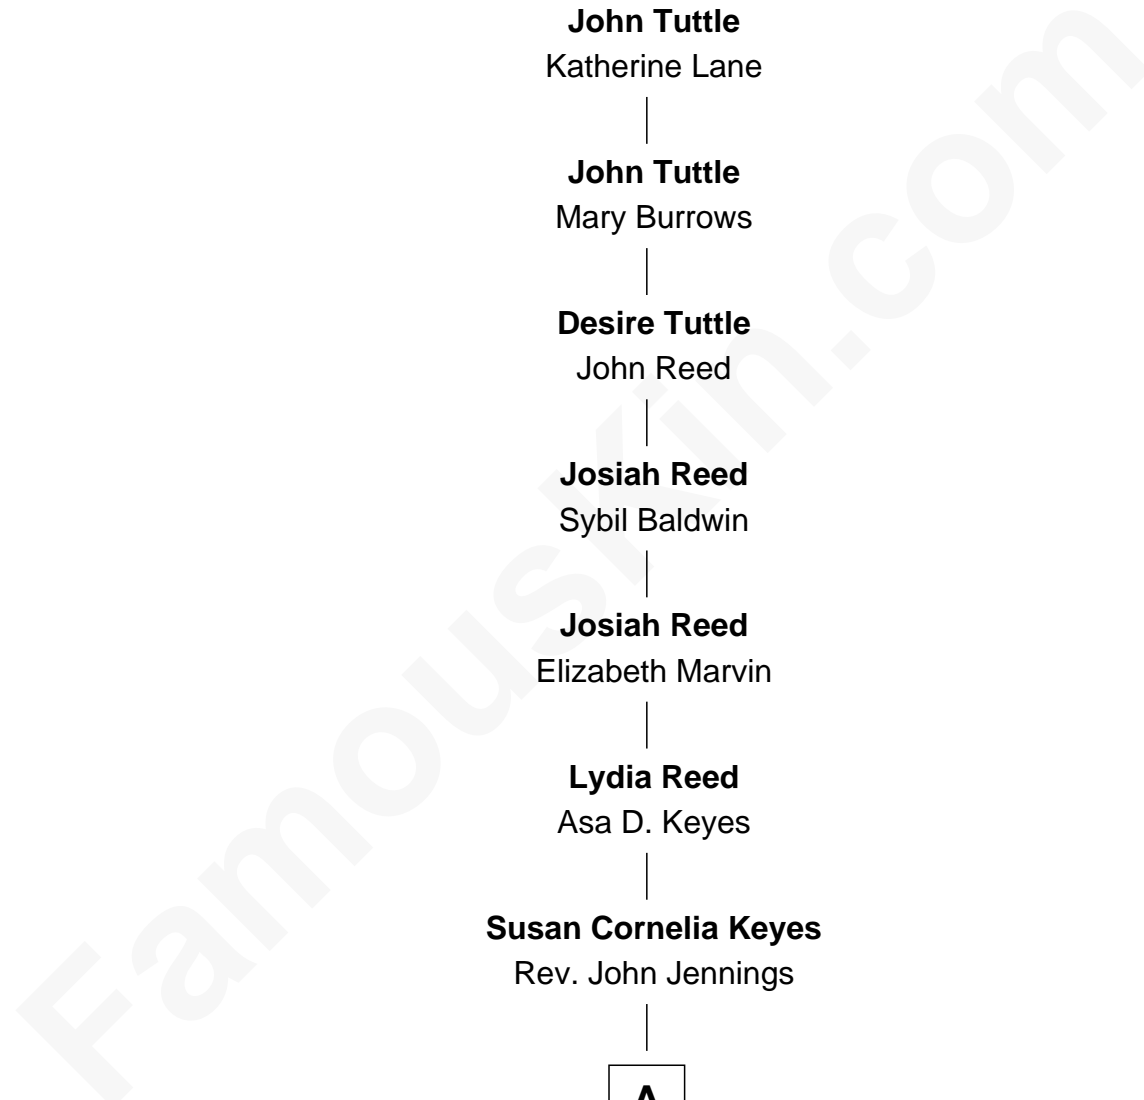 John Tuttle
Katherine Lane
John Tuttle
Mary Burrows
Desire Tuttle
John Reed
Josiah Reed
Sybil Baldwin
Josiah Reed
Elizabeth Marvin
Lydia Reed
Asa D. Keyes
Susan Cornelia Keyes
Rev. John Jennings
A
FamousKin.com